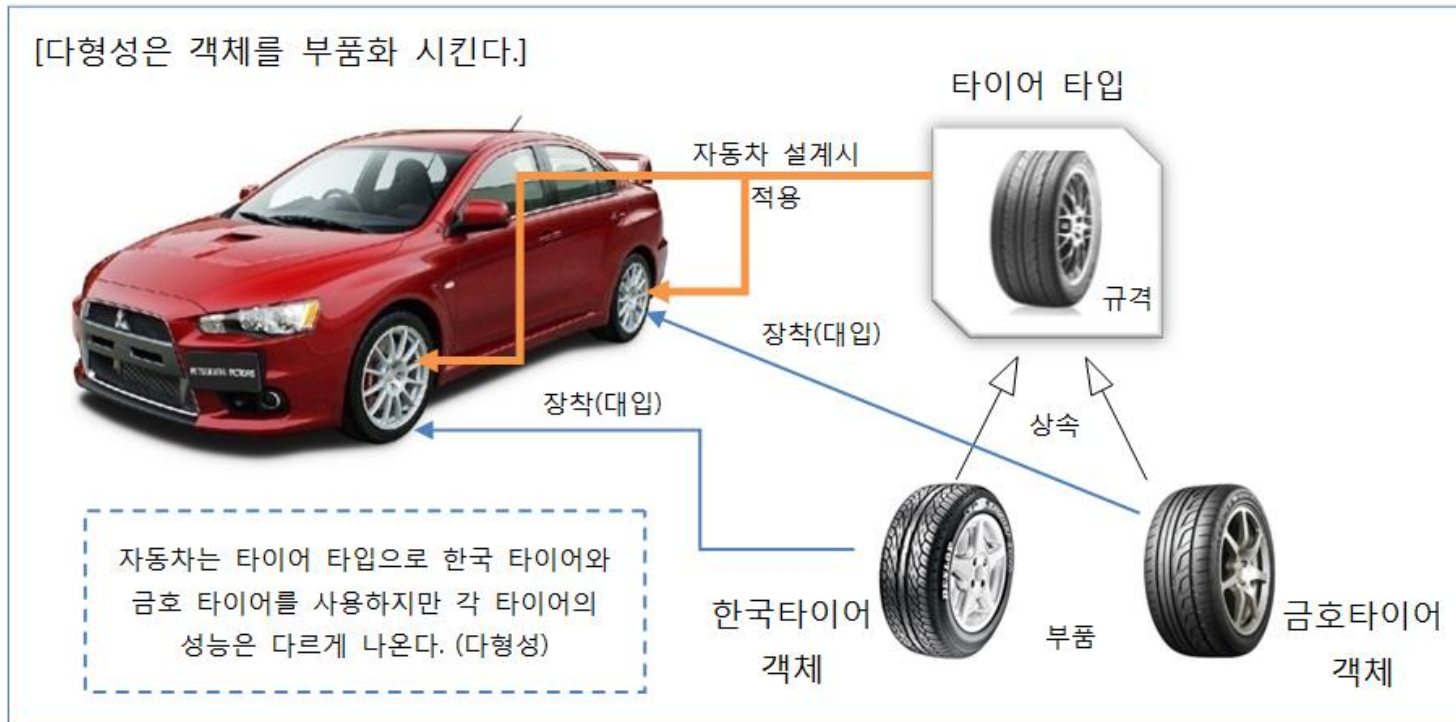 [다형성은 객체를 부품화 시킨다.]
타이어 타입
자동차 설계시
적용
규격
장착(대입)
장착(대입)
상속
자동차는 타이어 타입으로 한국 타이어와
금호 타이어를 사용하지만 각 타이어의
성능은 다르게 나온다. (다형성)
한국타이어
객체
부품
금호타이어
객체